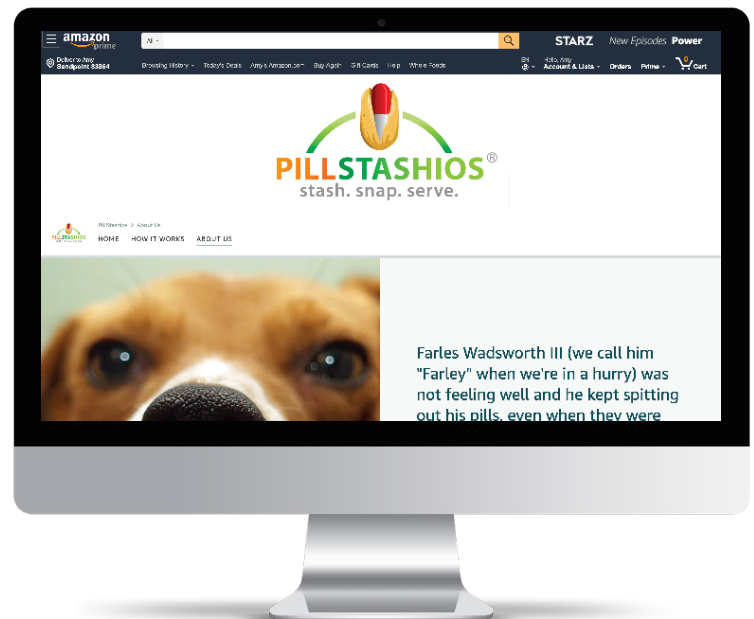 amazon
prime
All
STARZ New Episodes Power
Deliver to Amy
Sandpoint 83864
Browsing History Today's Deals Amy's Amazon.com Buy Again Gift Cards Help Whole Foods
EN
Hello, Amy
Account & Lists Orders Prime 0 Cart
PILLSTASHIOS®
stash. snap. serve.
PillStashios > About Us
PILLSTASHIOS
HOME HOW IT WORKS ABOUT US
Farles Wadsworth III (we call him
"Farley" when we're in a hurry) was
not feeling well and he kept spitting
out his pills, even when they were